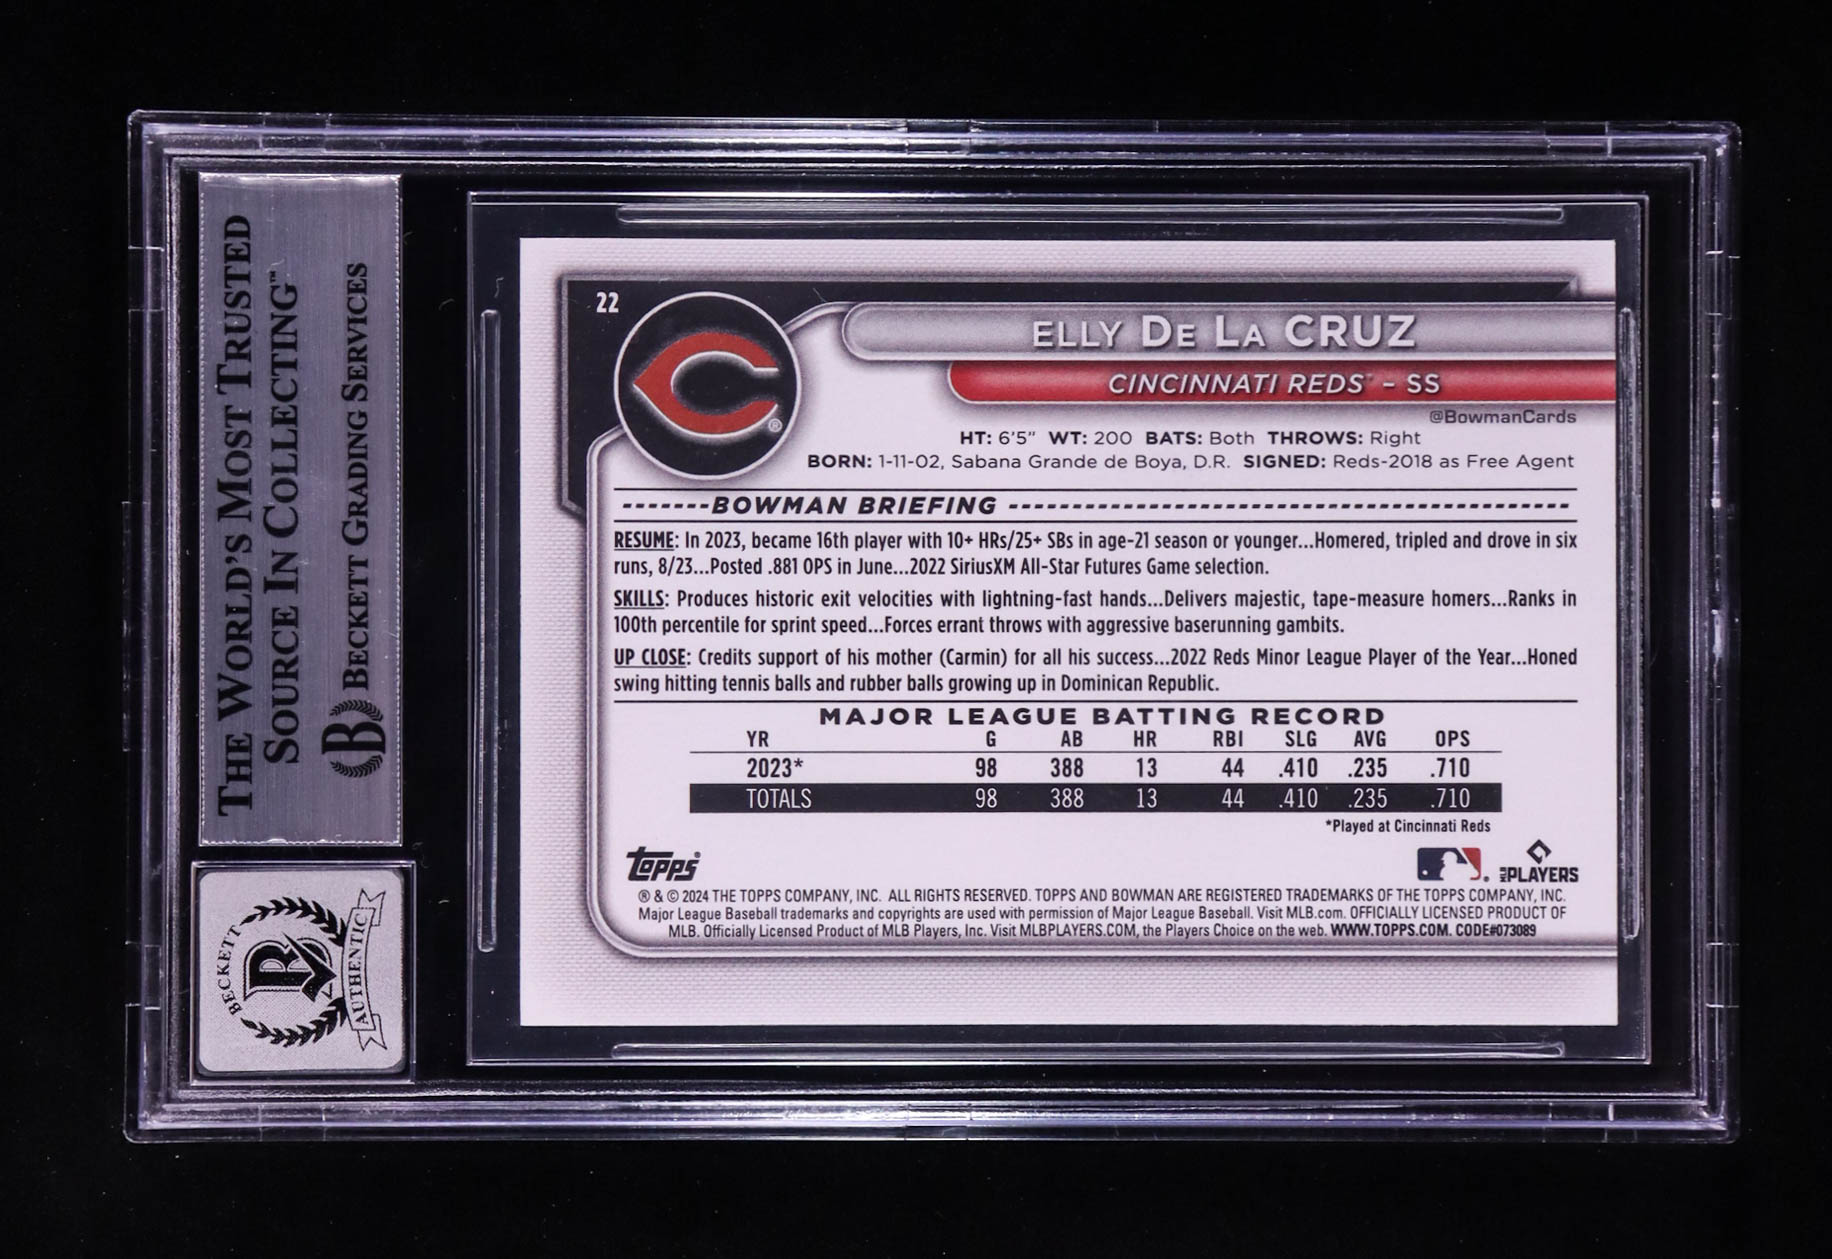 THE WORLD'S MOST TRUSTED
SOURCE IN COLLECTING™
B BECKETT GRADING SERVICES
BECKETT
B
AUTHENTIC
22
C®
ELLY DE LA CRUZ
CINCINNATI REDS™ - SS
@BowmanCards
HT: 6'5" WT: 200 BATS: Both THROWS: Right
BORN: 1-11-02, Sabana Grande de Boya, D.R. SIGNED: Reds-2018 as Free Agent
-------BOWMAN BRIEFING ------------------------------------------
RESUME: In 2023, became 16th player with 10+ HRs/25+ SBs in age-21 season or younger...Homered, tripled and drove in six
runs, 8/23...Posted .881 OPS in June...2022 SiriusXM All-Star Futures Game selection.
SKILLS: Produces historic exit velocities with lightning-fast hands...Delivers majestic, tape-measure homers...Ranks in
100th percentile for sprint speed...Forces errant throws with aggressive baserunning gambits.
UP CLOSE: Credits support of his mother (Carmin) for all his success...2022 Reds Minor League Player of the Year...Honed
swing hitting tennis balls and rubber balls growing up in Dominican Republic.
MAJOR LEAGUE BATTING RECORD
YR G AB HR RBI SLG AVG OPS
2023* 98 388 13 44 .410 .235 .710
TOTALS 98 388 13 44 .410 .235 .710
*Played at Cincinnati Reds
topps®
MLB PLAYERS
® & © 2024 THE TOPPS COMPANY, INC. ALL RIGHTS RESERVED. TOPPS AND BOWMAN ARE REGISTERED TRADEMARKS OF THE TOPPS COMPANY, INC.
Major League Baseball trademarks and copyrights are used with permission of Major League Baseball. Visit MLB.com. OFFICIALLY LICENSED PRODUCT OF
MLB. Officially Licensed Product of MLB Players, Inc. Visit MLBPLAYERS.COM, the Players Choice on the web. WWW.TOPPS.COM. CODE#073089